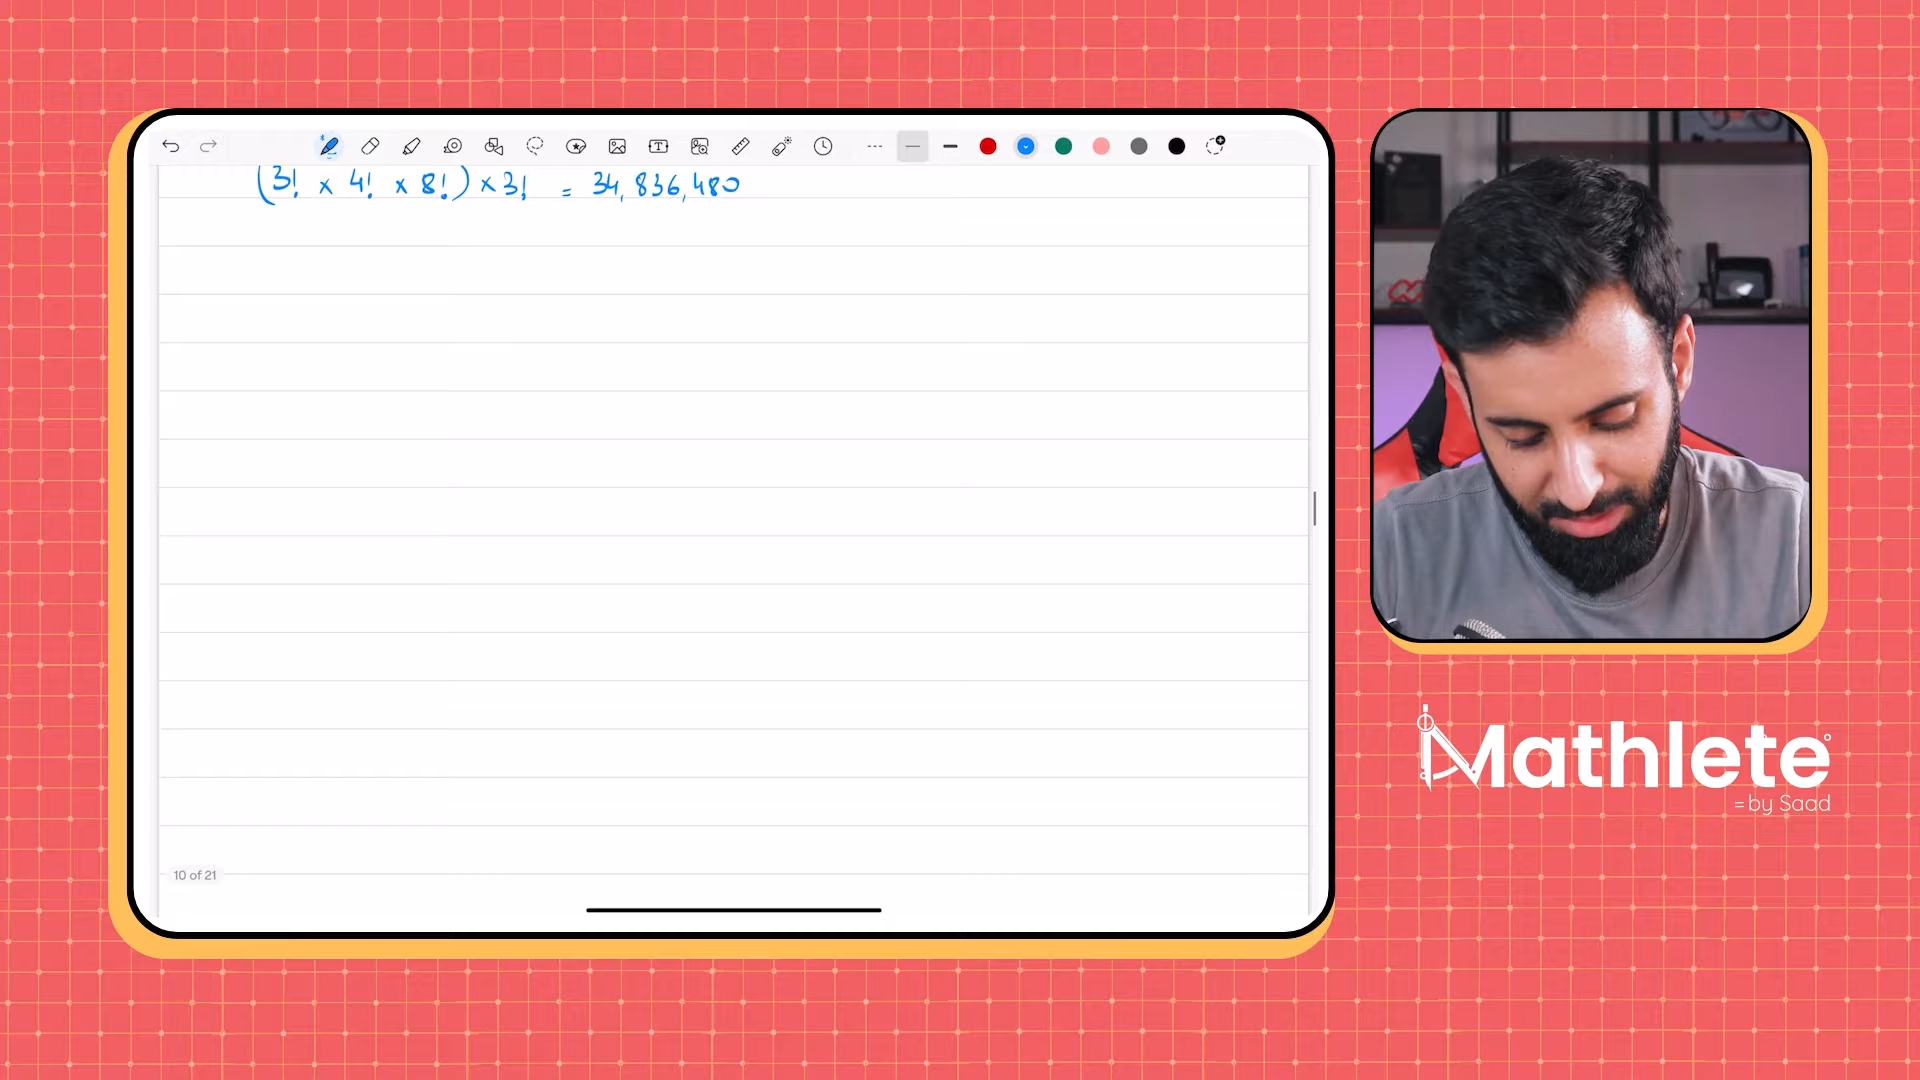 (3! × 4! × 8!) × 3! = 34,836,480
10 of 21
Mathlete
= by Saad